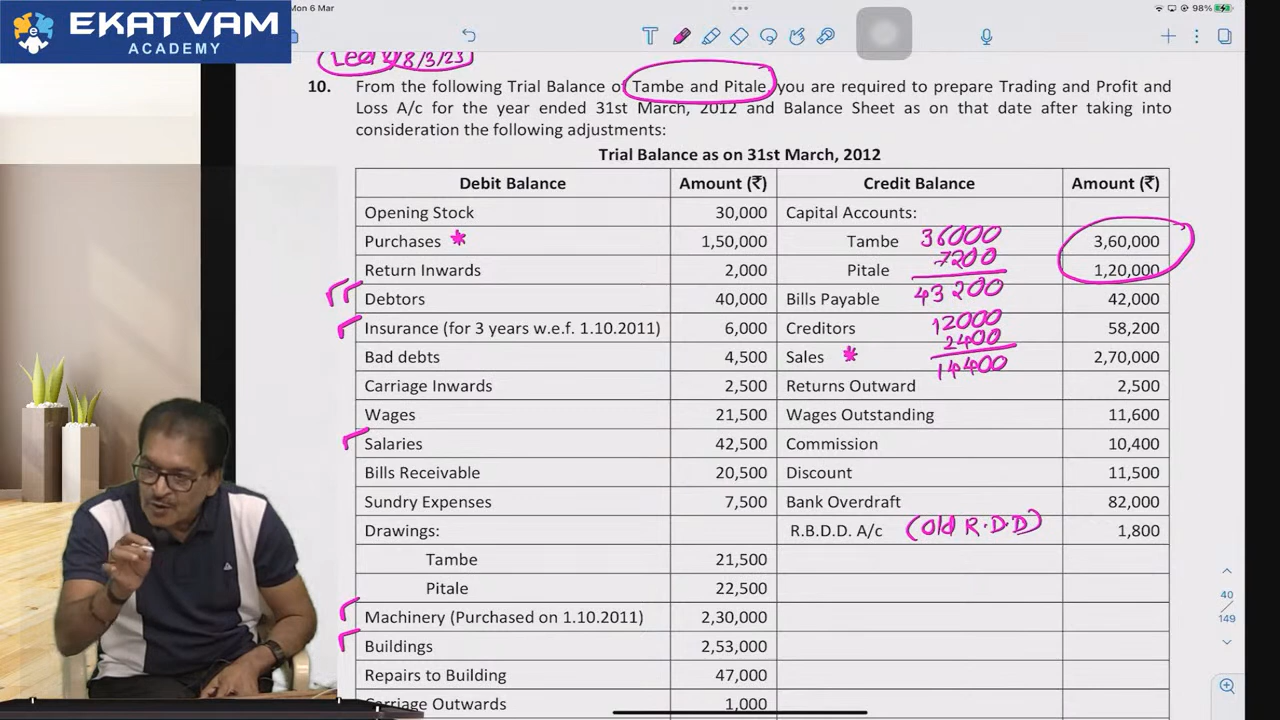 EKATVAM
ACADEMY
Mon 6 Mar
98%
8/3/23
10. From the following Trial Balance of Tambe and Pitale, you are required to prepare Trading and Profit and
Loss A/c for the year ended 31st March, 2012 and Balance Sheet as on that date after taking into
consideration the following adjustments:
Trial Balance as on 31st March, 2012
Debit Balance Amount (₹) Credit Balance Amount (₹)
Opening Stock 30,000 Capital Accounts:
Purchases * 1,50,000 Tambe 36000 3,60,000
Return Inwards 2,000 Pitale 7200 1,20,000
Debtors 40,000 Bills Payable 43200 42,000
Insurance (for 3 years w.e.f. 1.10.2011) 6,000 Creditors 12000 58,200
2400
Bad debts 4,500 Sales * 14400 2,70,000
Carriage Inwards 2,500 Returns Outward 2,500
Wages 21,500 Wages Outstanding 11,600
Salaries 42,500 Commission 10,400
Bills Receivable 20,500 Discount 11,500
Sundry Expenses 7,500 Bank Overdraft 82,000
Drawings: R.B.D.D. A/c (Old R.D.D) 1,800
Tambe 21,500
Pitale 22,500
Machinery (Purchased on 1.10.2011) 2,30,000
Buildings 2,53,000
Repairs to Building 47,000
Carriage Outwards 1,000
40
/
149